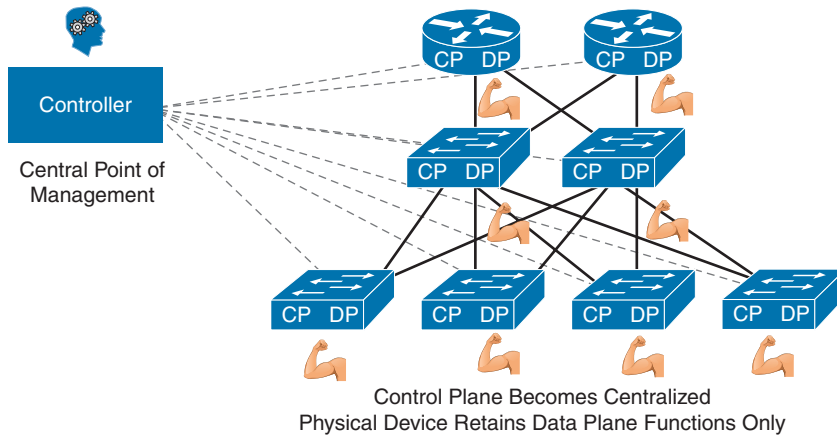 CP DP
CP DP
Controller
Central Point of
Management
CP DP
CP DP
CP DP
CP DP
CP DP
CP DP
Control Plane Becomes Centralized
Physical Device Retains Data Plane Functions Only